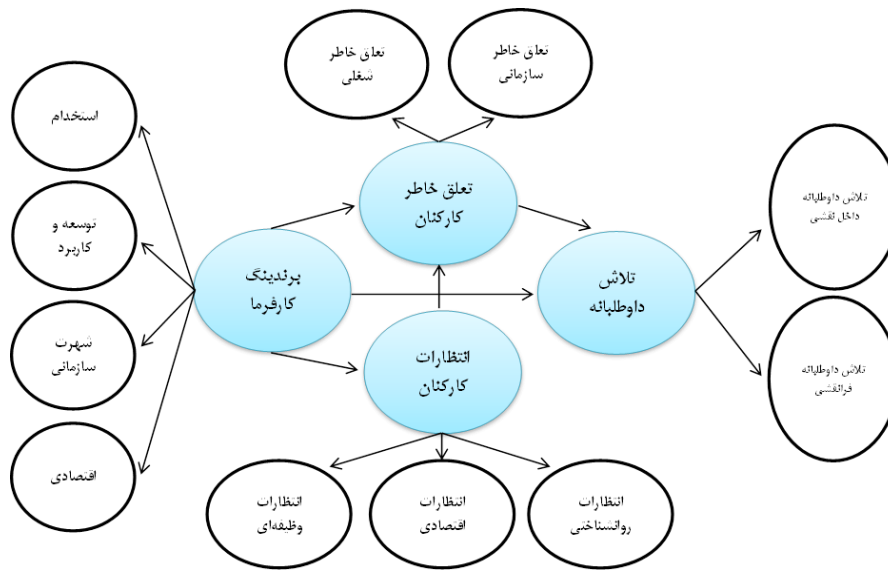 تعلق خاطر
شغلی
تعلق خاطر
سازمانی
استخدام
توسعه و
کاربرد
شهرت
سازمانی
اقتصادی
برندینگ
کارفرما
تعلق خاطر
کارکنان
انتظارات
کارکنان
تلاش
داوطلبانه
تلاش داوطلبانه
داخل نقشی
تلاش داوطلبانه
فرانقشی
انتظارات
وظیفه‌ای
انتظارات
اقتصادی
انتظارات
روانشناختی